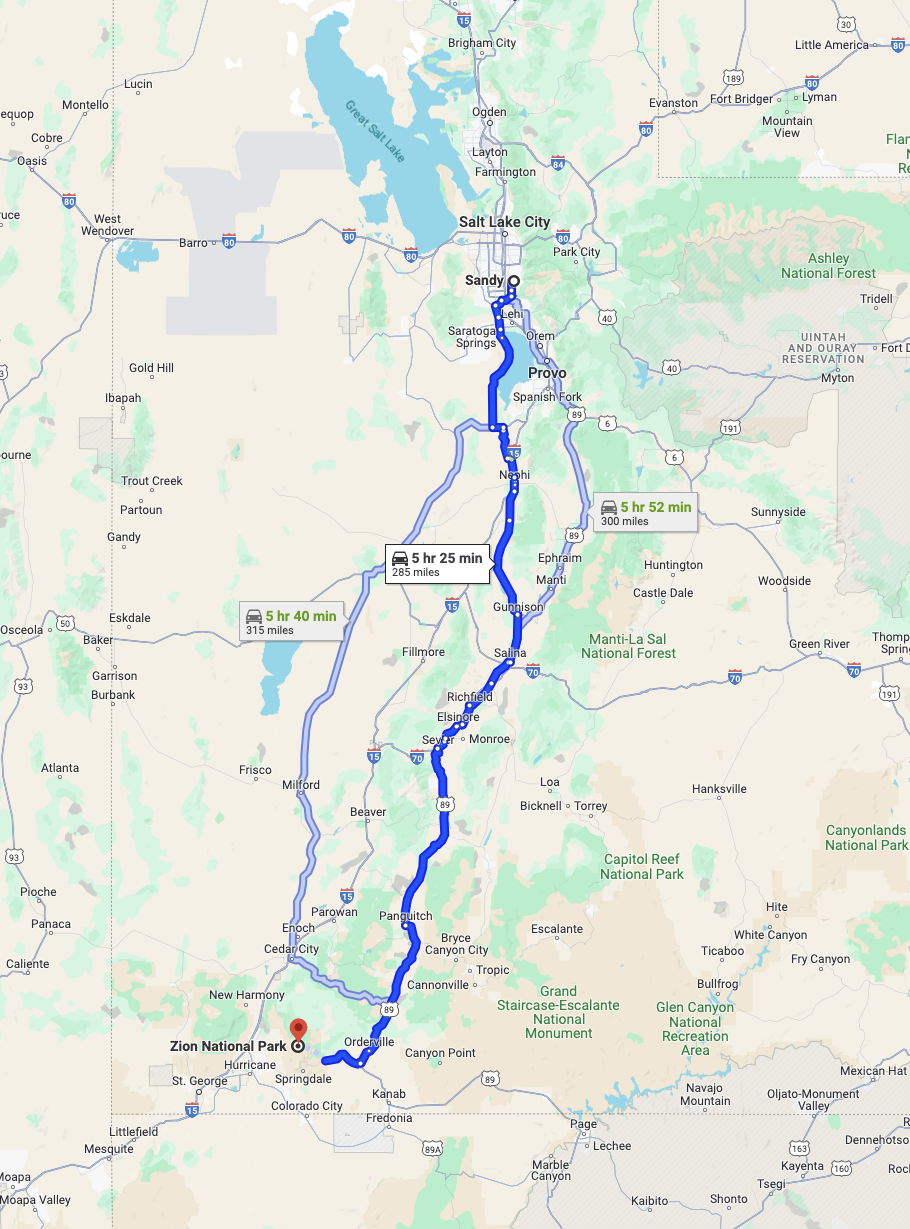 15
30
Brigham City
Little America
80
Lucin
189
80
Montello
Evanston
Fort Bridger
Lyman
equop
Great Salt Lake
Ogden
Mountain
View
80
Cobre
Flan
N
Re
Oasis
Layton
84
Farmington
80
ruce
West
Wendover
Salt Lake City
80
Barro
80
80
80
Park City
Ashley
National Forest
Sandy
Tridell
Lehi
40
Saratoga
Springs
Orem
UINTAH
AND OURAY
RESERVATION
Fort D
Gold Hill
Provo
40
Myton
Ibapah
Spanish Fork
89
6
191
15
bourne
6
Nephi
Trout Creek
Partoun
5 hr 52 min
300 miles
Sunnyside
Gandy
89
5 hr 25 min
285 miles
Ephraim
Huntington
Manti
Woodside
Castle Dale
5 hr 40 min
315 miles
15
Gunnison
Eskdale
Osceola
50
Baker
Manti-La Sal
National Forest
Green River
Thomp
Spring
Fillmore
Salina
70
70
70
Garrison
93
Burbank
Richfield
191
Elsinore
Sevier
Monroe
15
70
Atlanta
Frisco
Milford
Loa
Hanksville
89
Bicknell
Torrey
Beaver
Canyonlands
National Park
93
Capitol Reef
National Park
Pioche
15
Parowan
Panguitch
Hite
Panaca
Enoch
Escalante
White Canyon
Bryce
Canyon City
Cedar City
Ticaboo
Fry Canyon
Caliente
Tropic
Bullfrog
Cannonville
New Harmony
Grand
Staircase-Escalante
National
Monument
89
Glen Canyon
National
Recreation
Area
Zion National Park
Orderville
Canyon Point
Hurricane
Mexican Hat
St. George
Springdale
89
Kanab
Navajo
Mountain
Oljato-Monument
Valley
15
Colorado City
Fredonia
Page
Littlefield
Dennehotso
Mesquite
89A
Lechee
163
Marble
Canyon
Kayenta
160
Roc
Moapa
Tsegi
Moapa Valley
Kaibito
Shonto